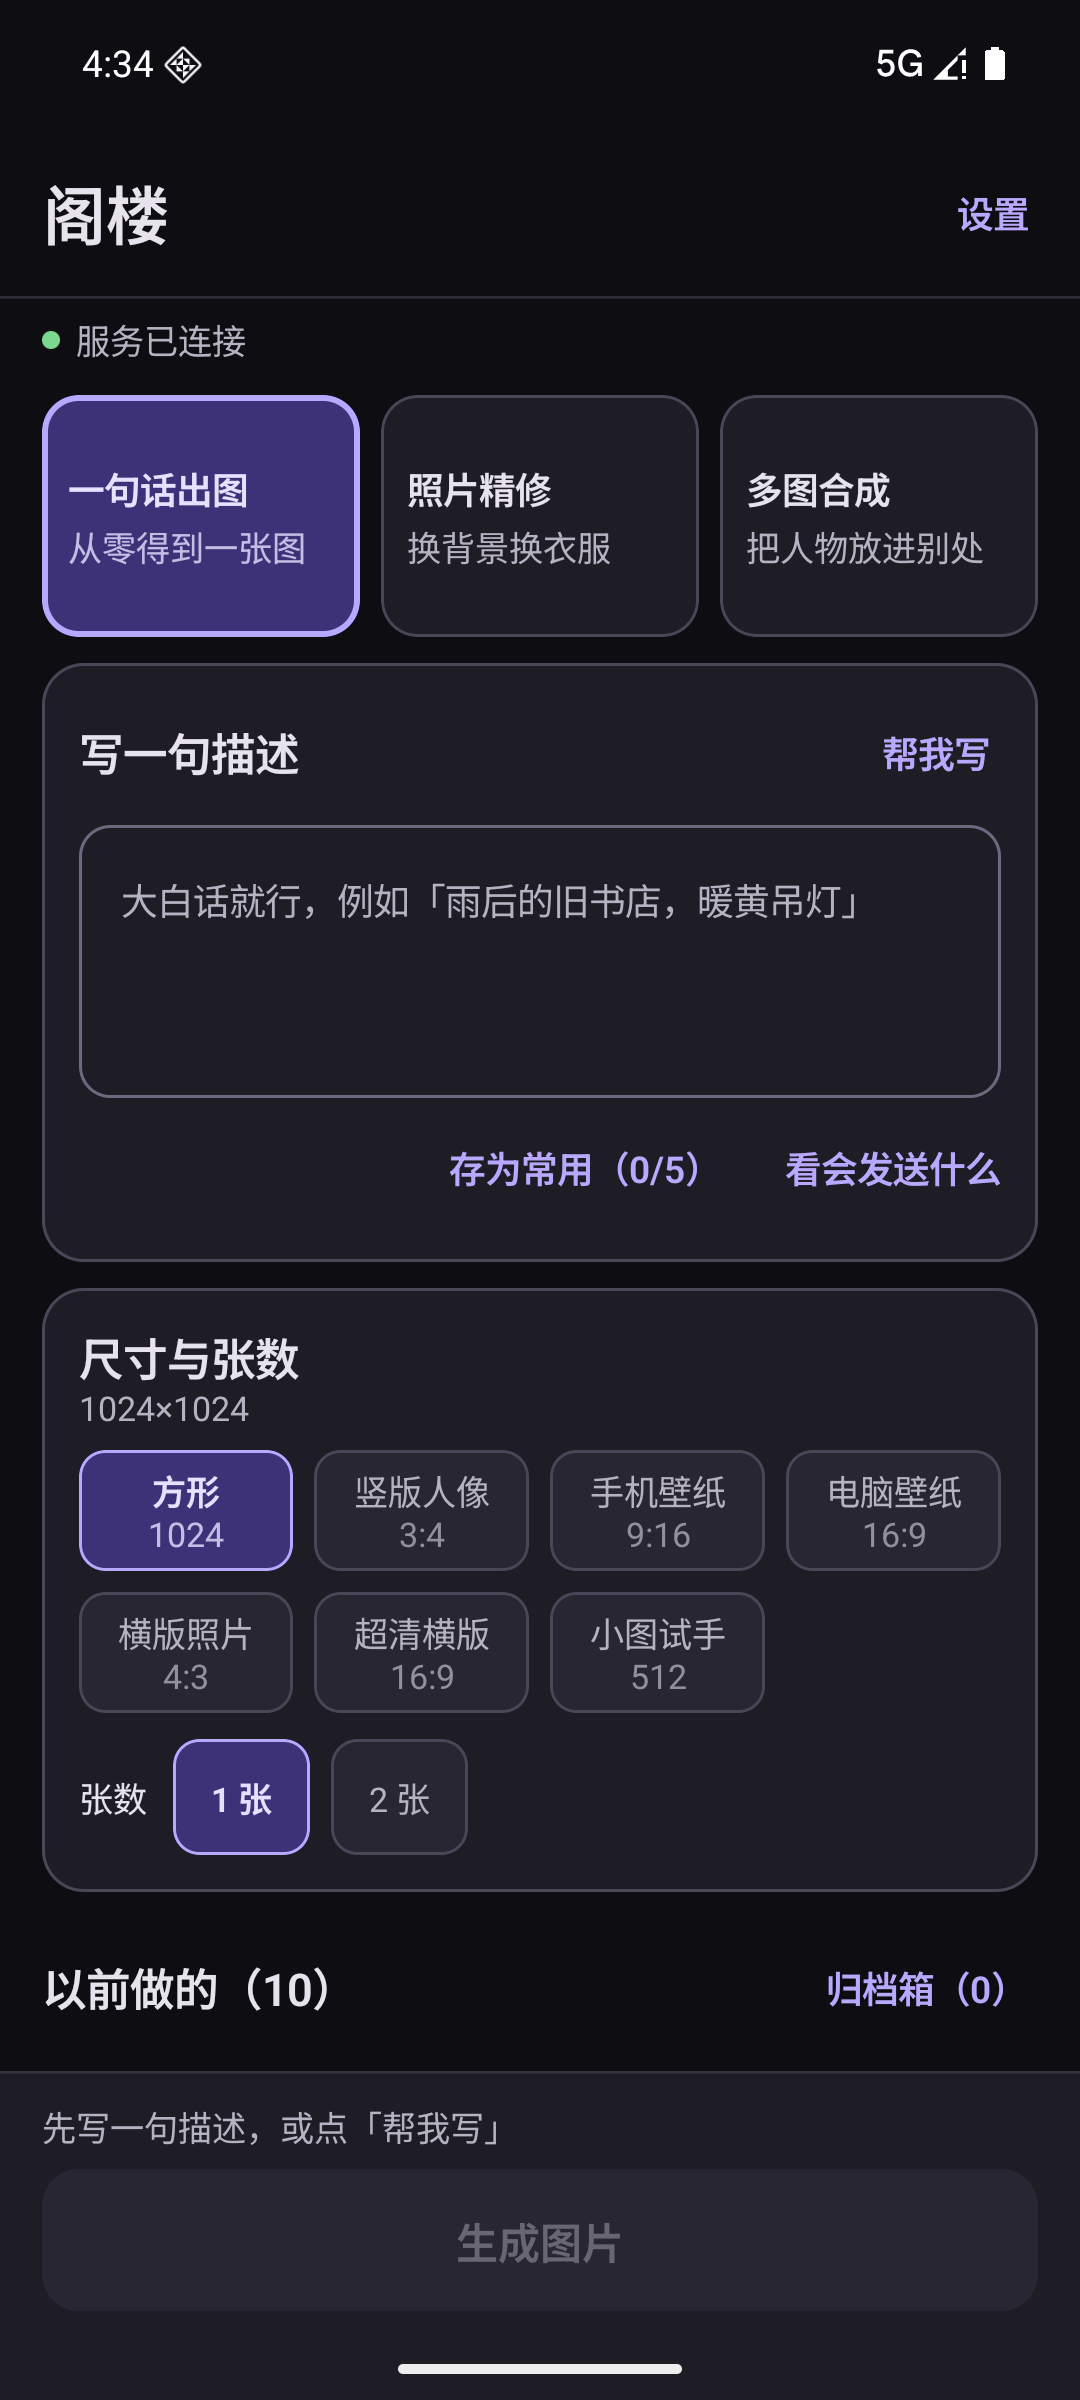 4:34
5G
阁楼
设置
服务已连接
一句话出图
从零得到一张图
照片精修
换背景换衣服
多图合成
把人物放进别处
写一句描述
帮我写
大白话就行，例如「雨后的旧书店，暖黄吊灯」
存为常用（0/5）
看会发送什么
尺寸与张数
1024×1024
方形
1024
竖版人像
3:4
手机壁纸
9:16
电脑壁纸
16:9
横版照片
4:3
超清横版
16:9
小图试手
512
张数
1 张
2 张
以前做的（10）
归档箱（0）
先写一句描述，或点「帮我写」
生成图片